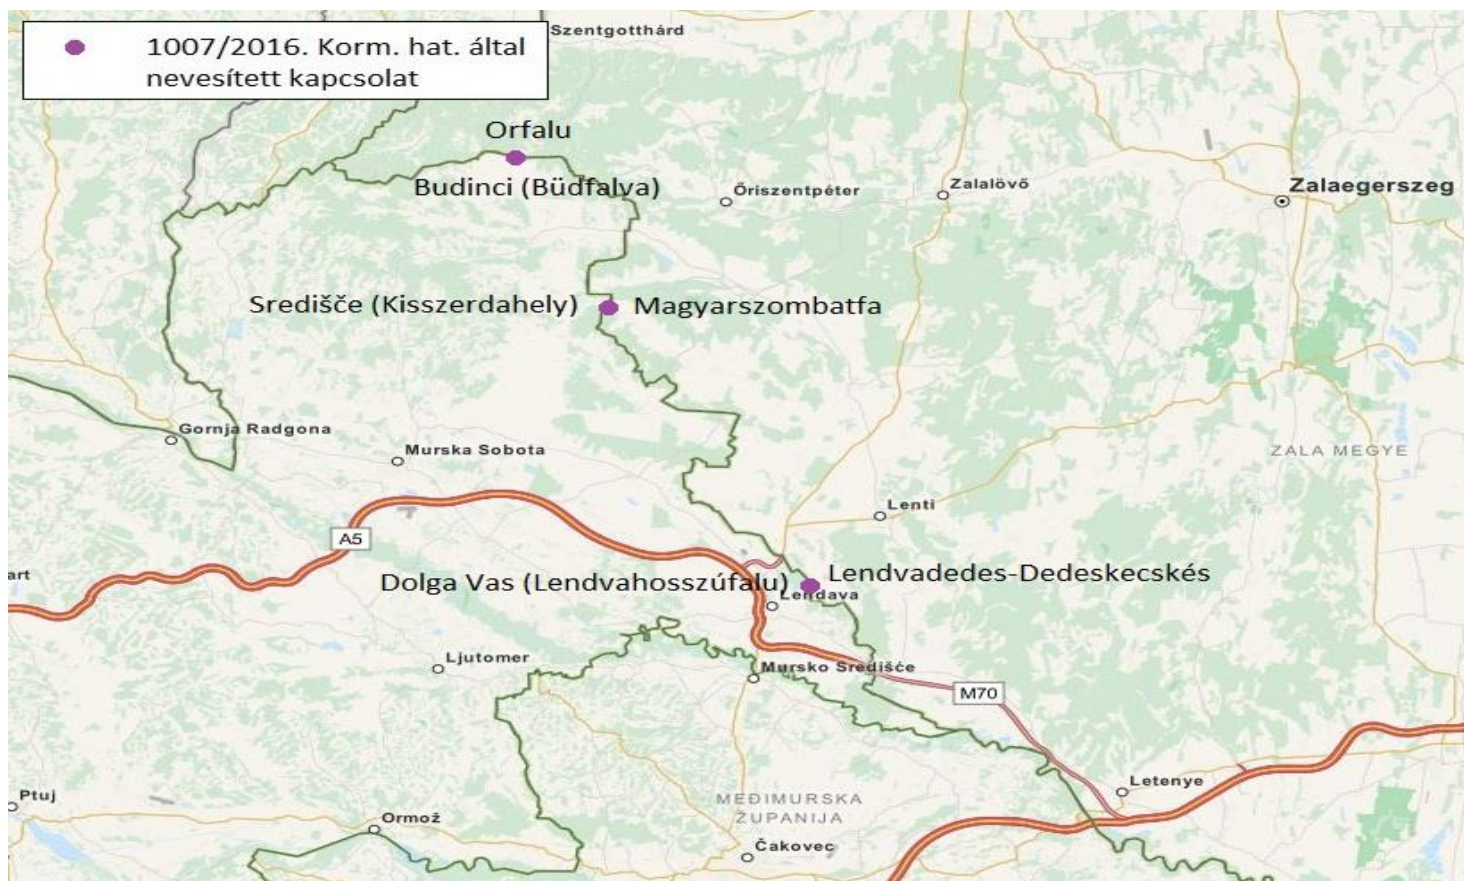 1007/2016. Korm. hat. által
nevesített kapcsolat
Szentgotthárd
Orfalu
Budinci (Büdfalva)
Őriszentpéter
Zalalövő
Zalaegerszeg
Središče (Kisszerdahely)
Magyarszombatfa
Gornja Radgona
Murska Sobota
ZALA MEGYE
Lenti
A5
art
Dolga Vas (Lendvahosszúfalu)
Lendvadedes-Dedeskecskés
Lendava
Ljutomer
Mursko Središće
M70
Ptuj
Letenye
MEĐIMURSKA
ŽUPANIJA
Ormož
Čakovec